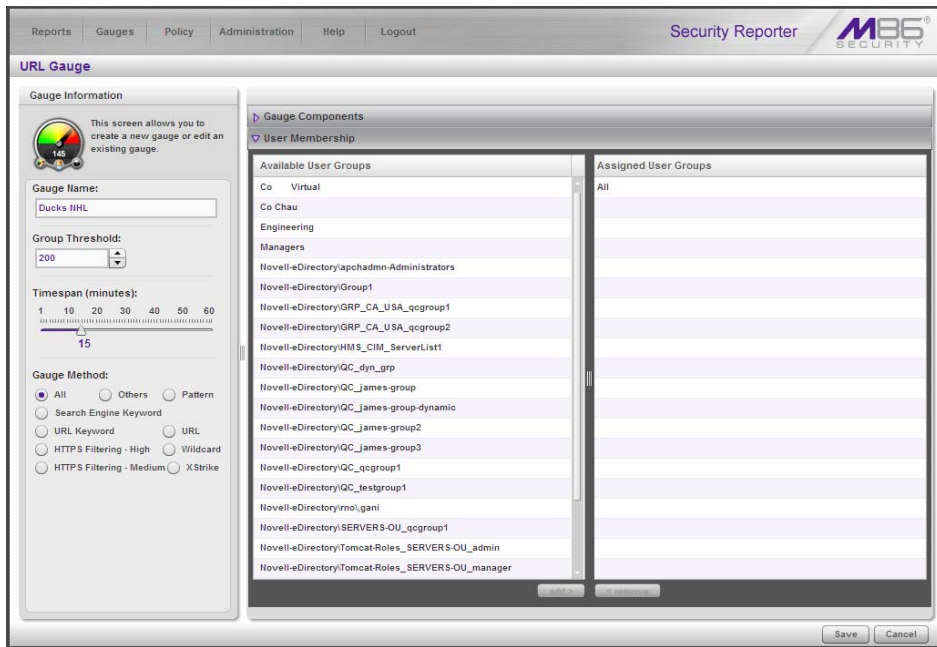 Reports Gauges Policy Administration Help Logout
Security Reporter
M86®
SECURITY
URL Gauge
Gauge Information
This screen allows you to
create a new gauge or edit an
existing gauge.
145
Gauge Name:
Ducks NHL
Group Threshold:
200
Timespan (minutes):
1 10 20 30 40 50 60
15
Gauge Method:
All Others Pattern
Search Engine Keyword
URL Keyword URL
HTTPS Filtering - High Wildcard
HTTPS Filtering - Medium XStrike
Gauge Components
User Membership
Available User Groups
Co Virtual
Co Chau
Engineering
Managers
Novell-eDirectory\apchadmn-Administrators
Novell-eDirectory\Group1
Novell-eDirectory\GRP_CA_USA_qcgroup1
Novell-eDirectory\GRP_CA_USA_qcgroup2
Novell-eDirectory\HMS_CIM_ServerList1
Novell-eDirectory\QC_dyn_grp
Novell-eDirectory\QC_james-group
Novell-eDirectory\QC_james-group-dynamic
Novell-eDirectory\QC_james-group2
Novell-eDirectory\QC_james-group3
Novell-eDirectory\QC_qcgroup1
Novell-eDirectory\QC_testgroup1
Novell-eDirectory\rno\,gani
Novell-eDirectory\SERVERS-OU_qcgroup1
Novell-eDirectory\Tomcat-Roles_SERVERS-OU_admin
Novell-eDirectory\Tomcat-Roles_SERVERS-OU_manager
add >
Assigned User Groups
All
< remove
Save Cancel